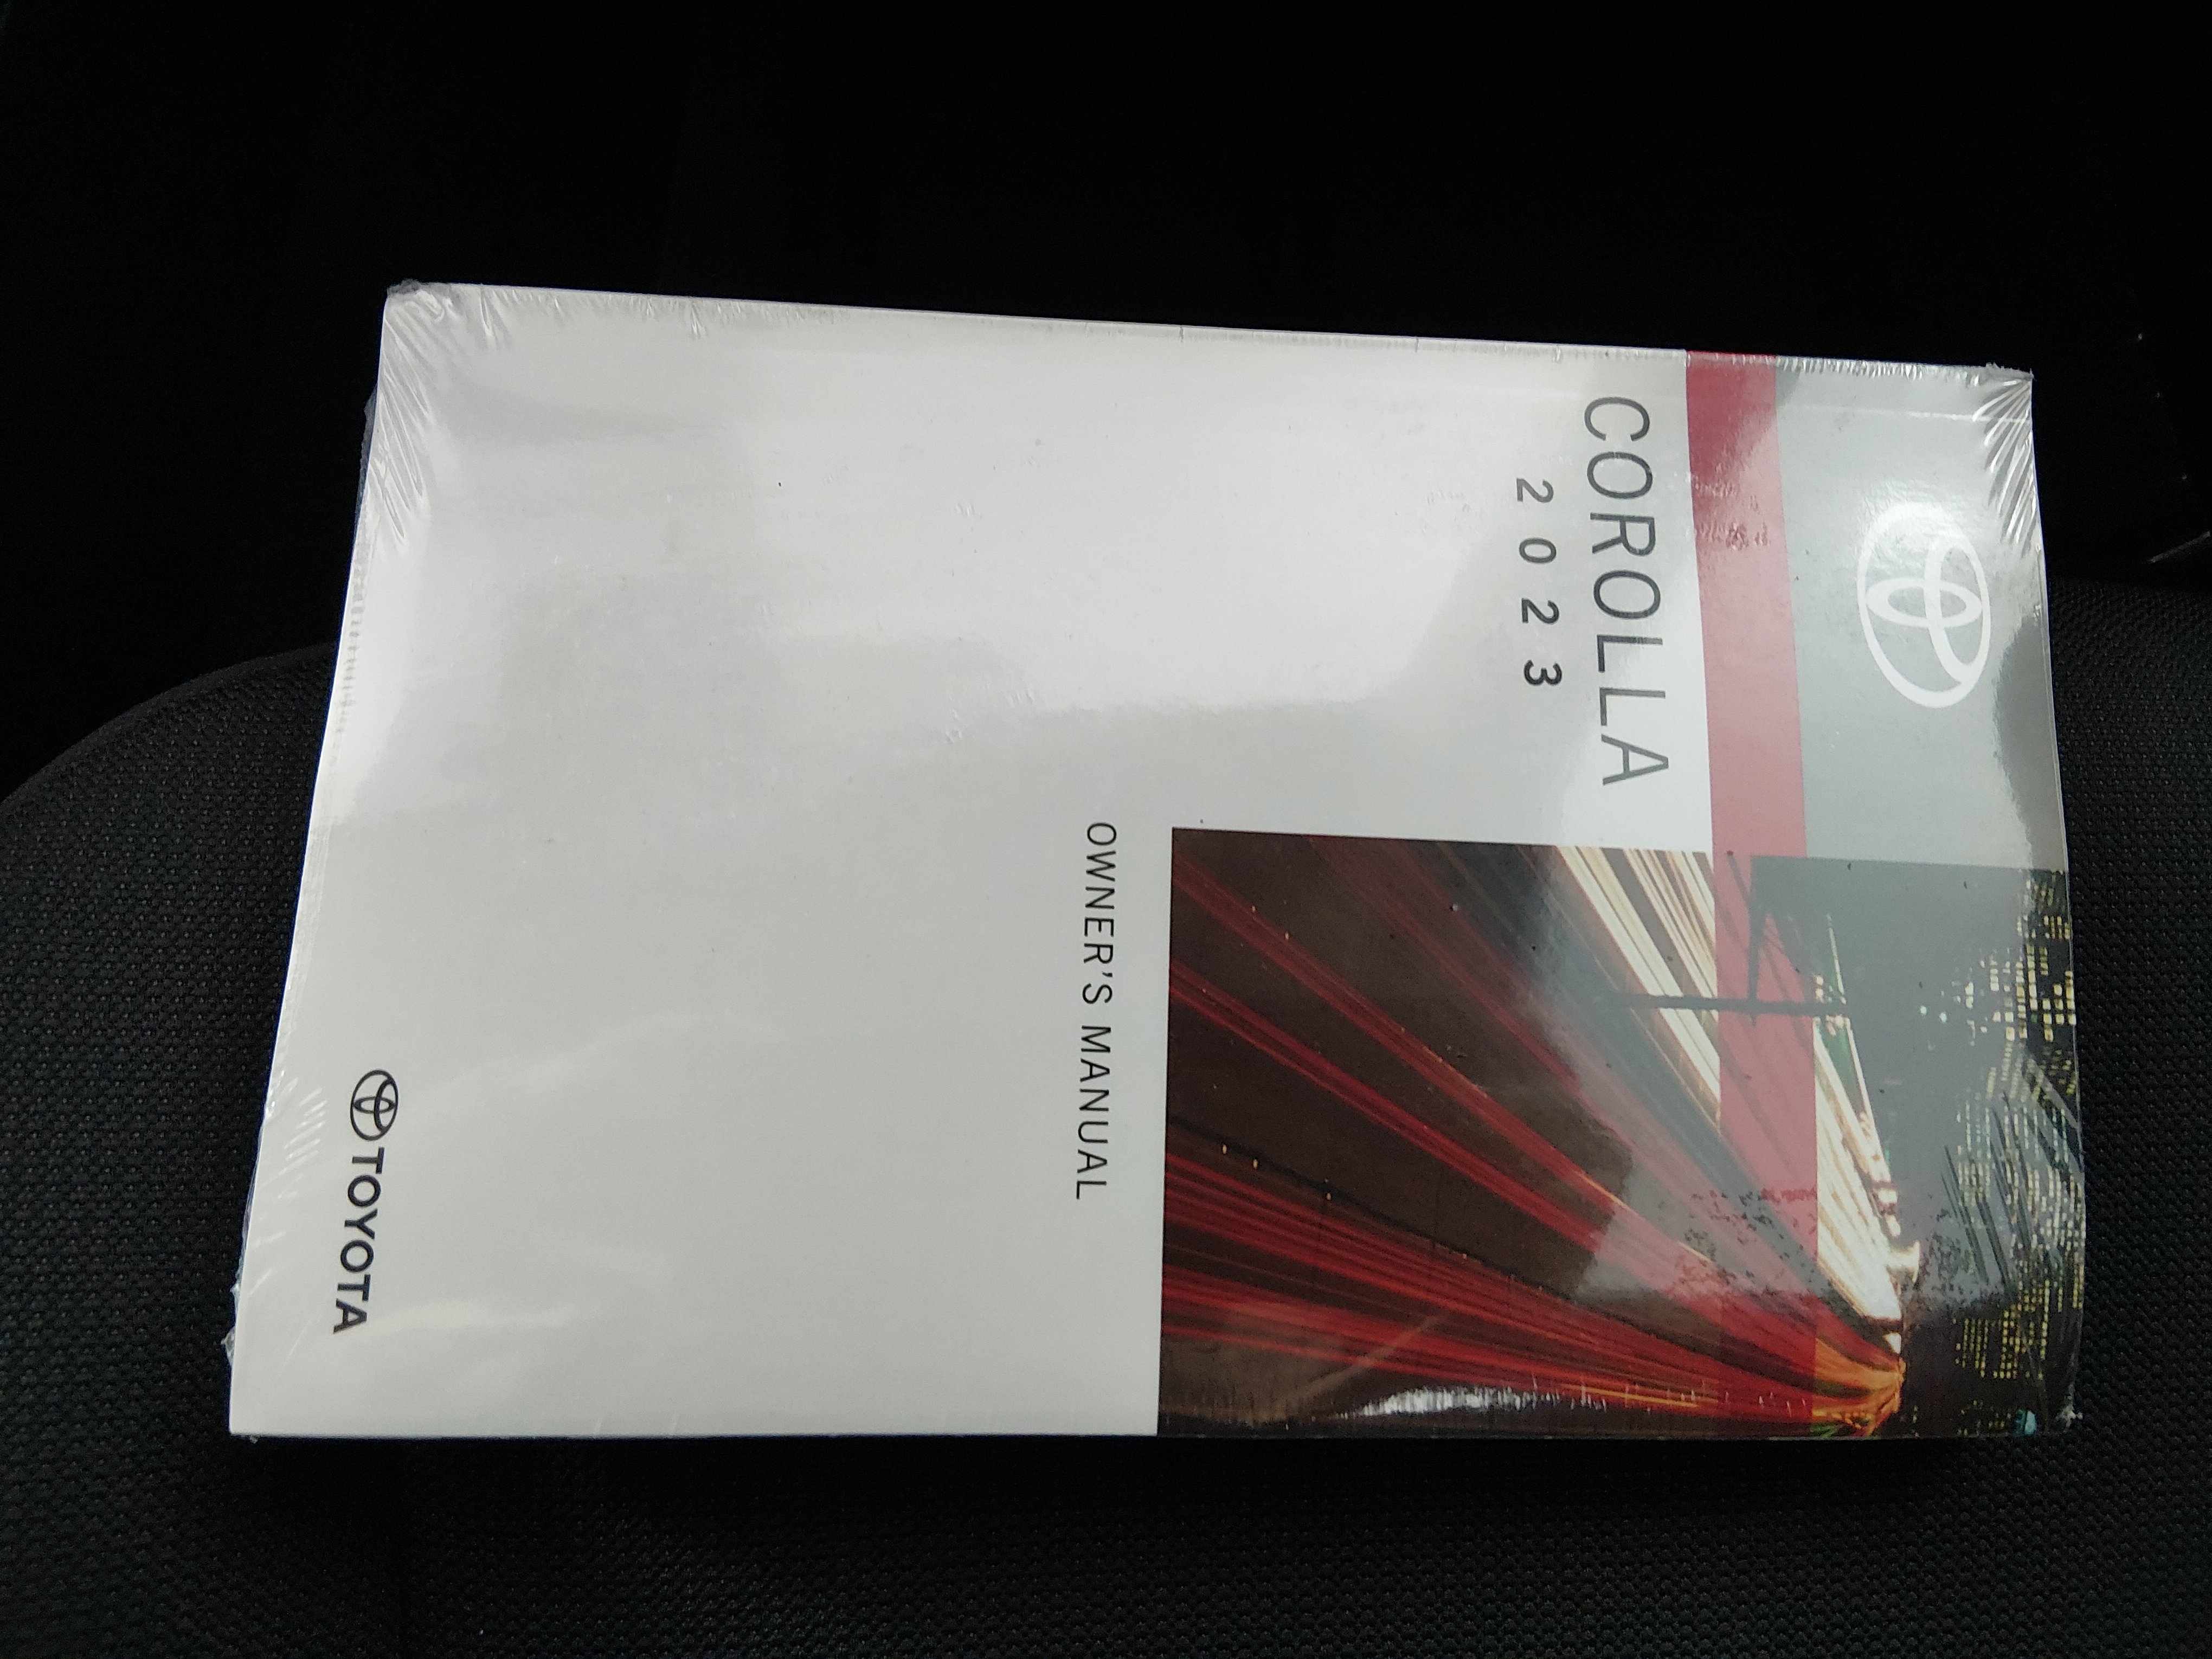 COROLLA
2023
OWNER'S MANUAL
TOYOTA